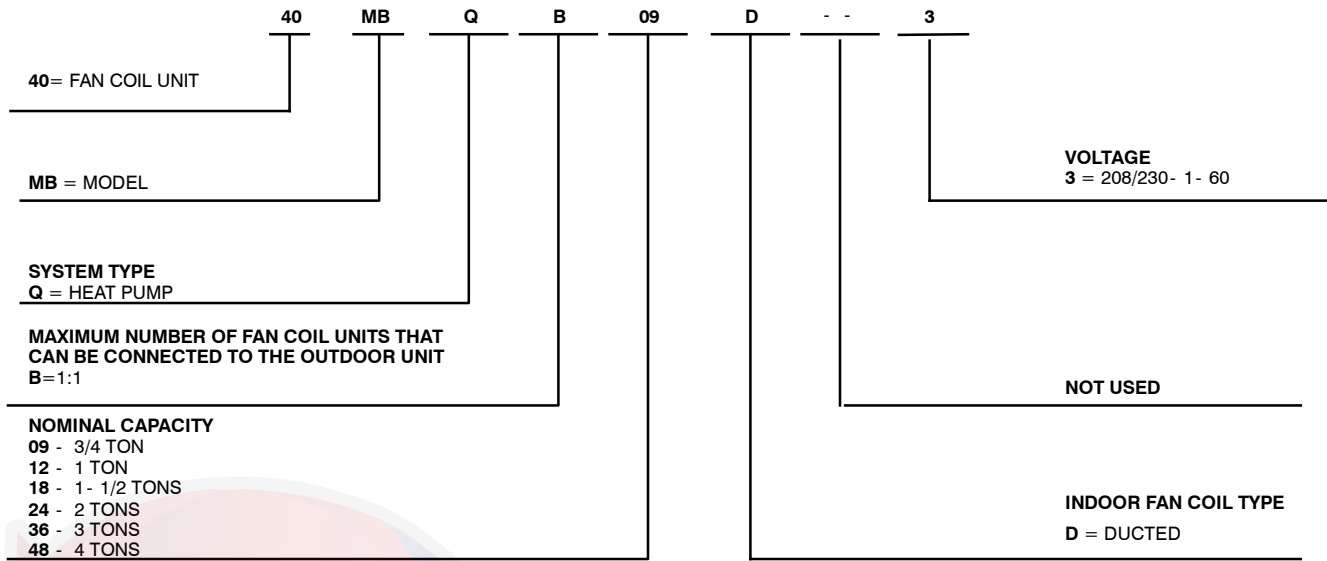 40 MB Q B 09 D - - 3
40= FAN COIL UNIT
MB = MODEL
SYSTEM TYPE
Q = HEAT PUMP
MAXIMUM NUMBER OF FAN COIL UNITS THAT
CAN BE CONNECTED TO THE OUTDOOR UNIT
B=1:1
NOMINAL CAPACITY
09 - 3/4 TON
12 - 1 TON
18 - 1- 1/2 TONS
24 - 2 TONS
36 - 3 TONS
48 - 4 TONS
VOLTAGE
3 = 208/230- 1- 60
NOT USED
INDOOR FAN COIL TYPE
D = DUCTED